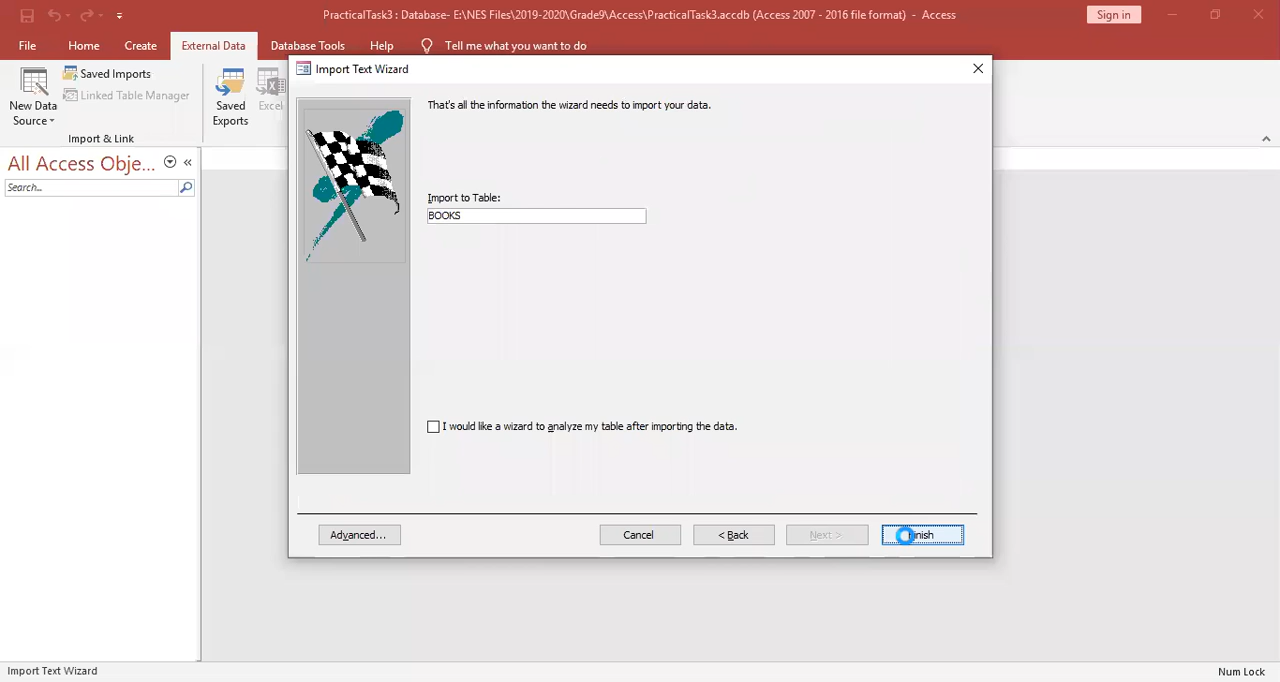 PracticalTask3 : Database- E:\NES Files\2019-2020\Grade9\Access\PracticalTask3.accdb (Access 2007 - 2016 file format) - Access
Sign in
File
Home
Create
External Data
Database Tools
Help
Tell me what you want to do
New Data
Source
Saved Imports
Linked Table Manager
Import & Link
Saved
Exports
Excel
All Access Obje...
Search...
Import Text Wizard
That's all the information the wizard needs to import your data.
Import to Table:
BOOKS
I would like a wizard to analyze my table after importing the data.
Advanced...
Cancel
< Back
Next >
Finish
Import Text Wizard
Num Lock